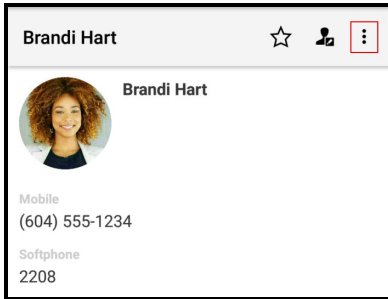 Brandi Hart
Brandi Hart
Mobile
(604) 555-1234
Softphone
2208